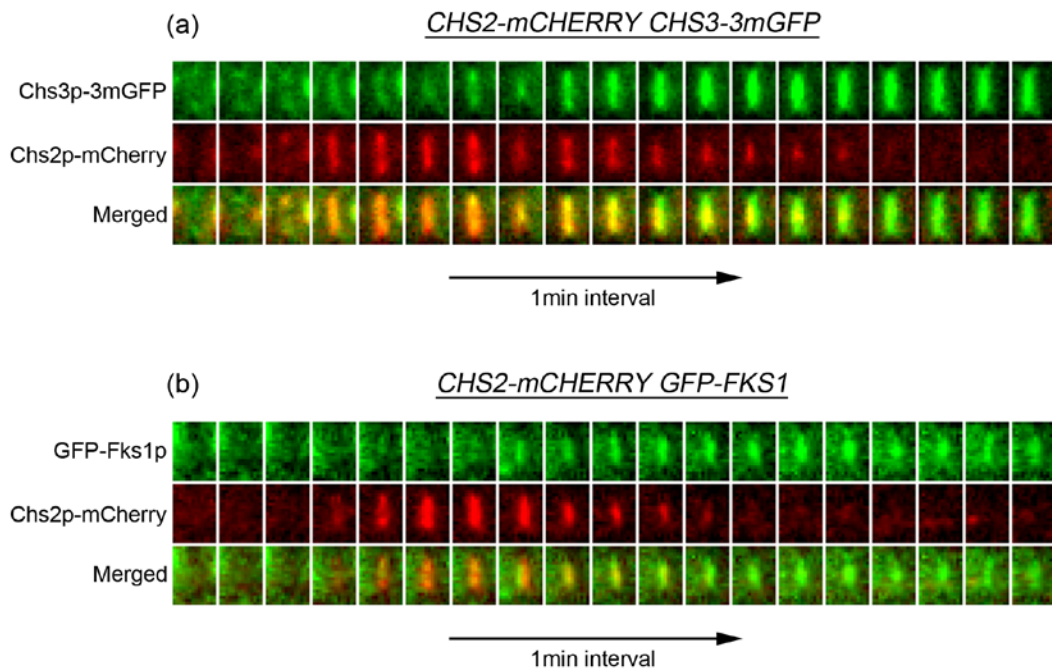 (a)
CHS2-mCHERRY CHS3-3mGFP
Chs3p-3mGFP
Chs2p-mCherry
Merged
1min interval
(b)
CHS2-mCHERRY GFP-FKS1
GFP-Fks1p
Chs2p-mCherry
Merged
1min interval